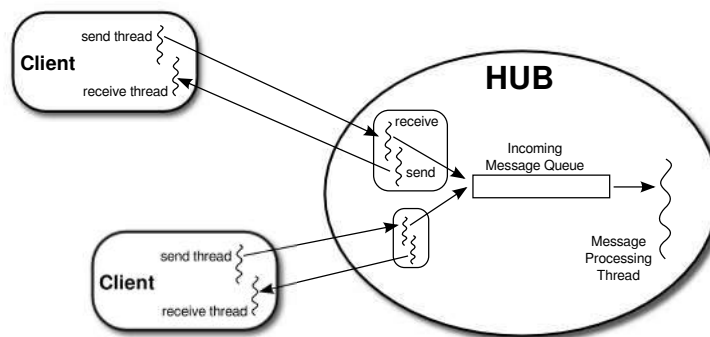 send thread
Client
receive thread
HUB
receive
send
Incoming
Message Queue
Message
Processing
Thread
send thread
Client
receive thread